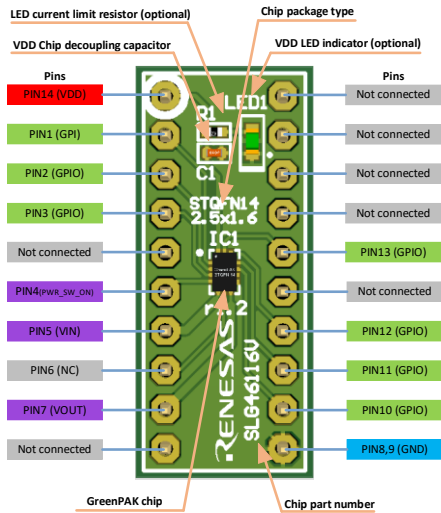 LED current limit resistor (optional)
Chip package type
VDD Chip decoupling capacitor
VDD LED indicator (optional)
Pins
Pins
PIN14 (VDD)
Not connected
PIN1 (GPI)
Not connected
PIN2 (GPIO)
Not connected
PIN3 (GPIO)
Not connected
Not connected
PIN13 (GPIO)
PIN4(PWR_SW_ON)
Not connected
PIN5 (VIN)
PIN12 (GPIO)
PIN6 (NC)
PIN11 (GPIO)
PIN7 (VOUT)
PIN10 (GPIO)
Not connected
PIN8,9 (GND)
R1
LED1
C1
STQFN14
2.5x1.6
IC1
RENESAS
SLG46116V
GreenPAK chip
Chip part number